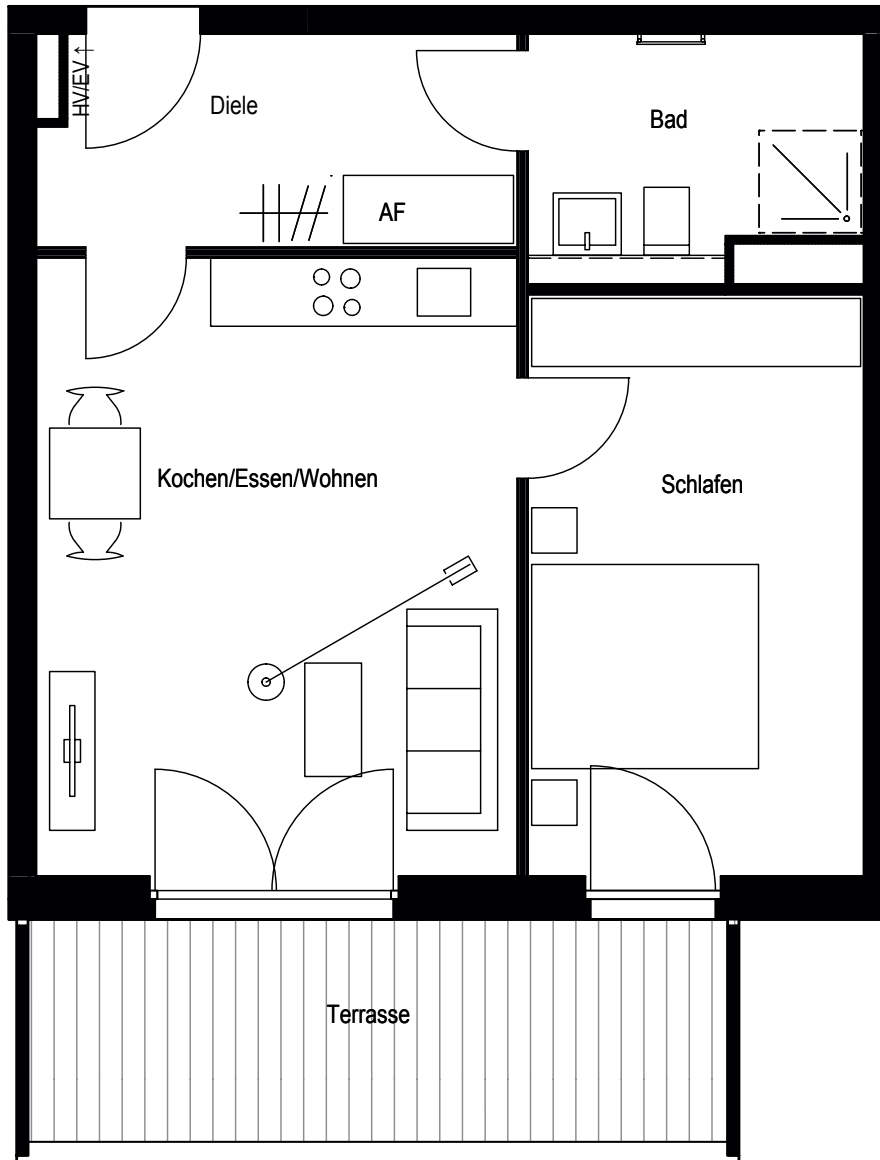 HV/EV ←
Diele
Bad
AF
Kochen/Essen/Wohnen
Schlafen
Terrasse